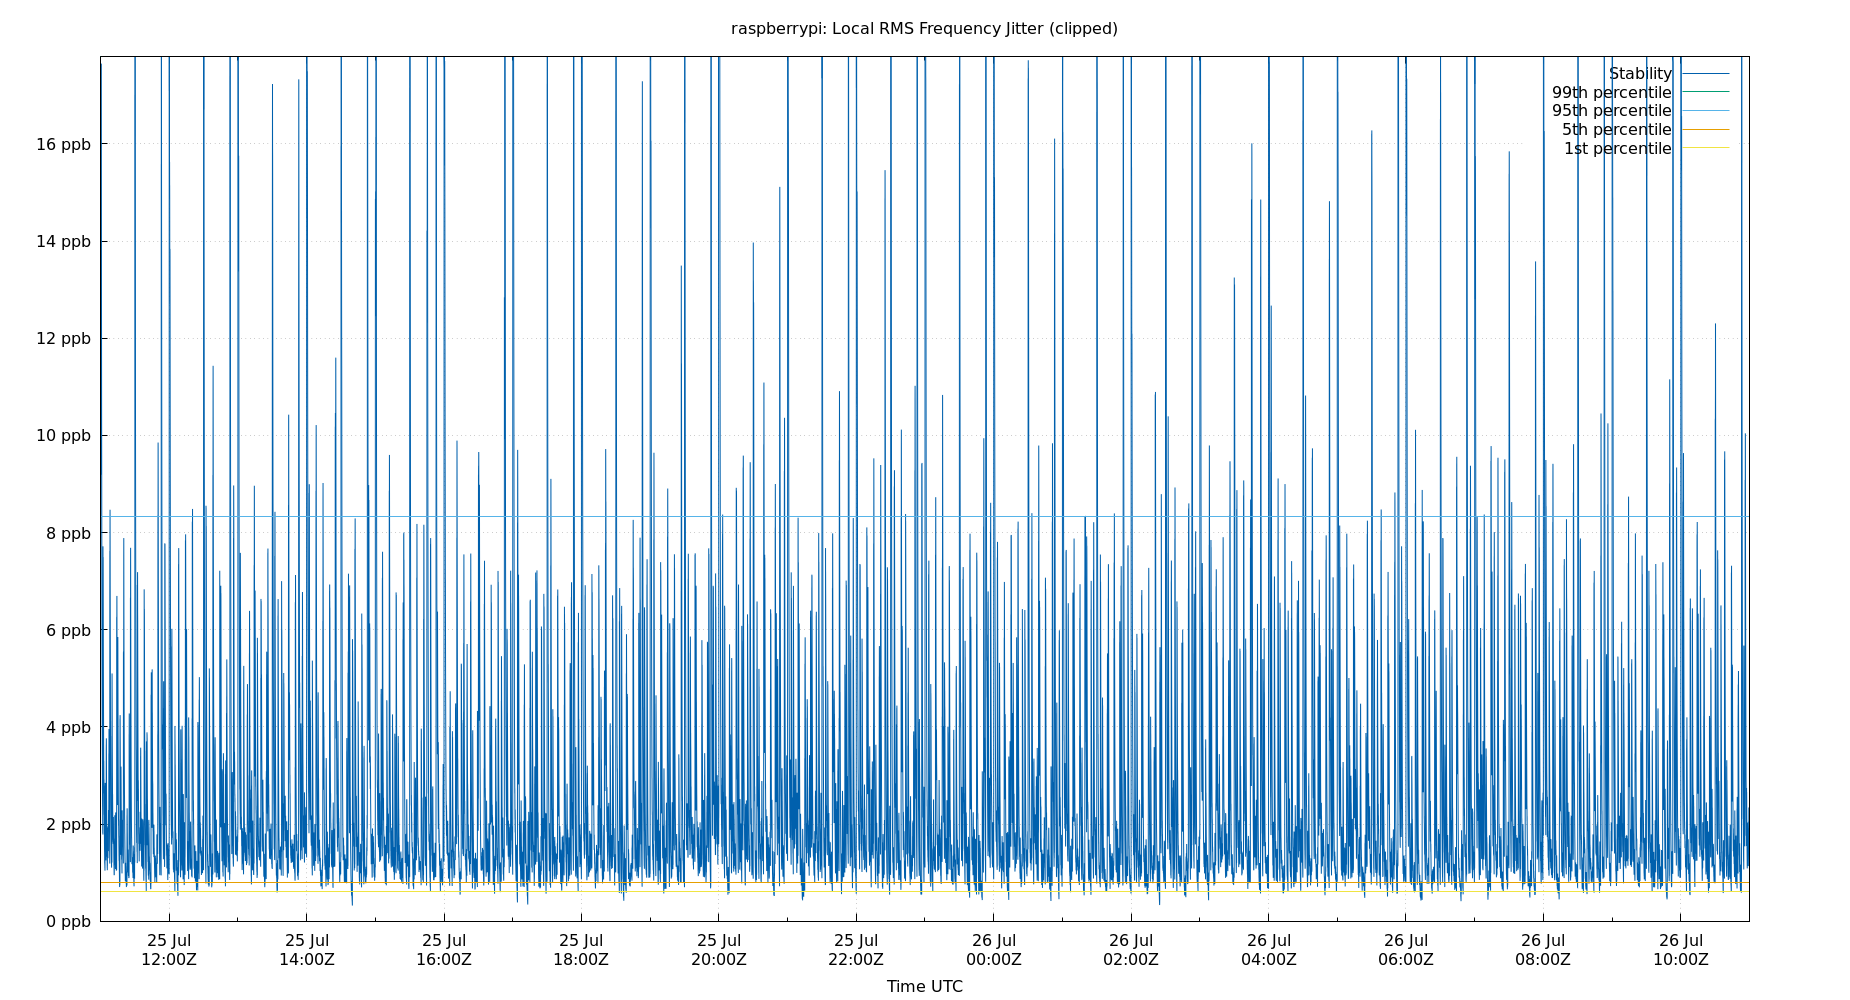 raspberrypi: Local RMS Frequency Jitter (clipped)
Stability
99th percentile
95th percentile
5th percentile
1st percentile
16 ppb
14 ppb
12 ppb
10 ppb
8 ppb
6 ppb
4 ppb
2 ppb
0 ppb
25 Jul 25 Jul 25 Jul 25 Jul 25 Jul 25 Jul 26 Jul 26 Jul 26 Jul 26 Jul 26 Jul 26 Jul
12:00Z 14:00Z 16:00Z 18:00Z 20:00Z 22:00Z 00:00Z 02:00Z 04:00Z 06:00Z 08:00Z 10:00Z
Time UTC